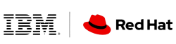 IBM | Red Hat